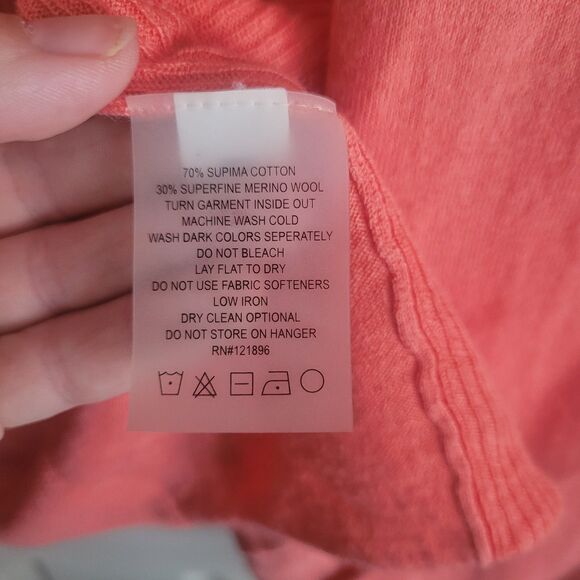 70% SUPIMA COTTON
30% SUPERFINE MERINO WOOL
TURN GARMENT INSIDE OUT
MACHINE WASH COLD
WASH DARK COLORS SEPERATELY
DO NOT BLEACH
LAY FLAT TO DRY
DO NOT USE FABRIC SOFTENERS
LOW IRON
DRY CLEAN OPTIONAL
DO NOT STORE ON HANGER
RN#121896